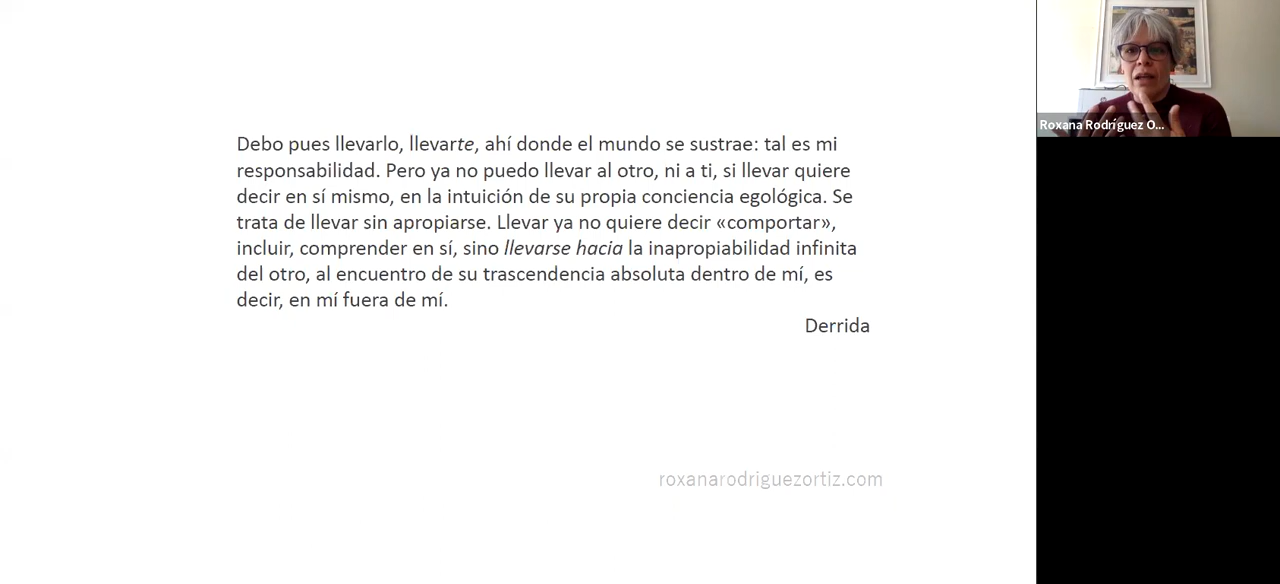 Debo pues llevarlo, llevarte, ahí donde el mundo se sustrae: tal es mi
responsabilidad. Pero ya no puedo llevar al otro, ni a ti, si llevar quiere
decir en sí mismo, en la intuición de su propia conciencia egológica. Se
trata de llevar sin apropiarse. Llevar ya no quiere decir «comportar»,
incluir, comprender en sí, sino llevarse hacia la inapropiabilidad infinita
del otro, al encuentro de su trascendencia absoluta dentro de mí, es
decir, en mí fuera de mí.
Derrida
roxanarodriguezortiz.com
Roxana Rodríguez O...